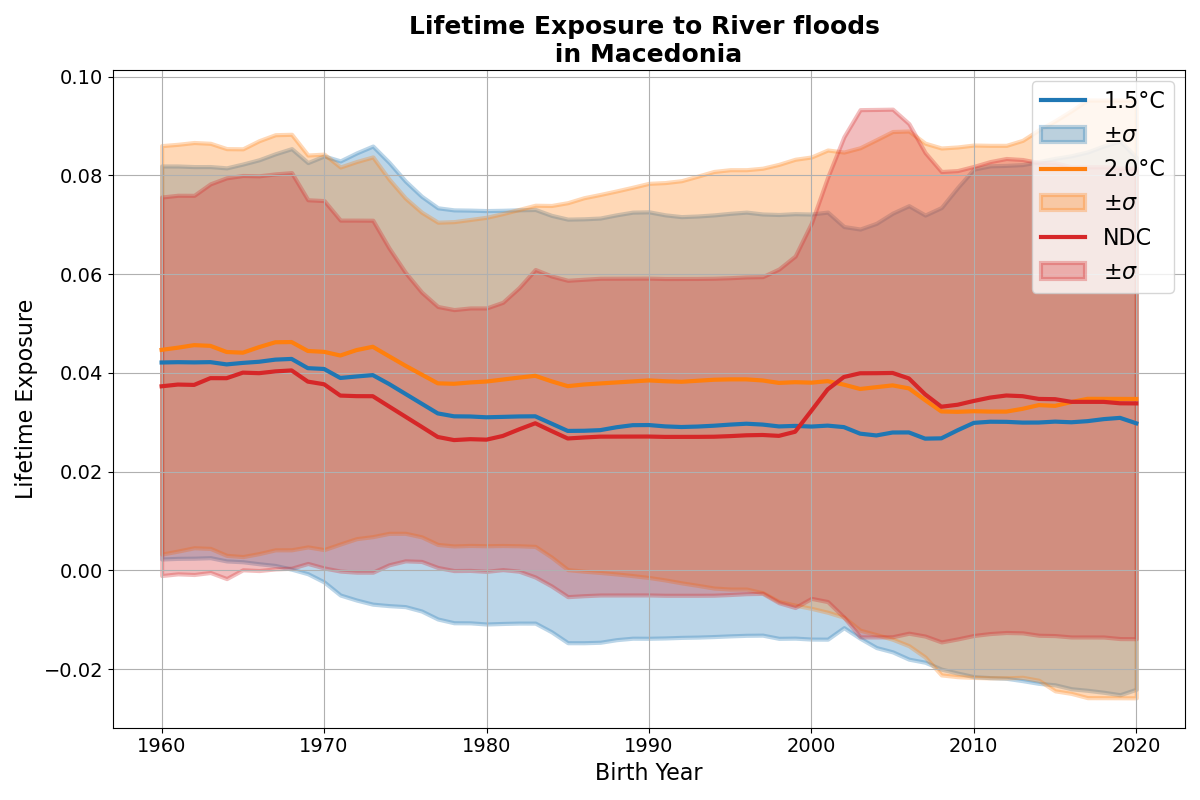 Lifetime Exposure to River floods
in Macedonia
0.10
0.08
0.06
0.04
0.02
0.00
−0.02
Lifetime Exposure
1960
1970
1980
1990
2000
2010
2020
Birth Year
1.5°C
±σ
2.0°C
±σ
NDC
±σ